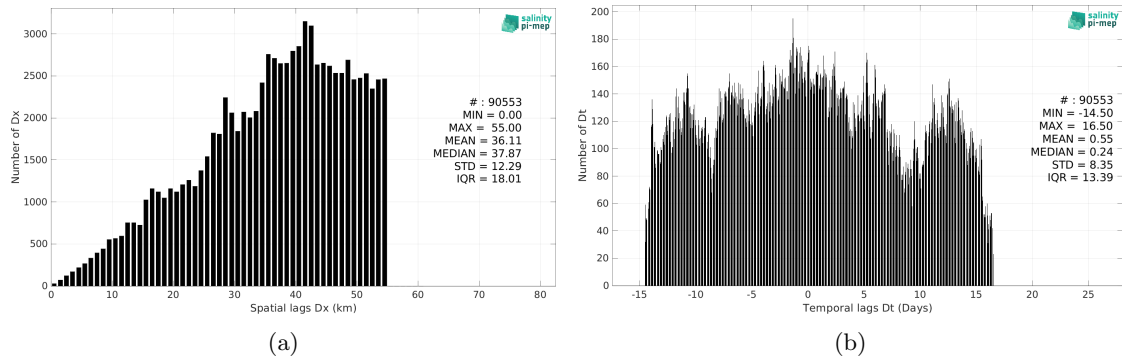 salinity
pi-mep
3000
2500
2000
1500
1000
500
0
Number of Dx
# : 90553
MIN = 0.00
MAX = 55.00
MEAN = 36.11
MEDIAN = 37.87
STD = 12.29
IQR = 18.01
0 10 20 30 40 50 60 70 80
Spatial lags Dx (km)
(a)
salinity
pi-mep
200
180
160
140
120
100
80
60
40
20
0
Number of Dt
# : 90553
MIN = -14.50
MAX = 16.50
MEAN = 0.55
MEDIAN = 0.24
STD = 8.35
IQR = 13.39
-15 -10 -5 0 5 10 15 20 25
Temporal lags Dt (Days)
(b)